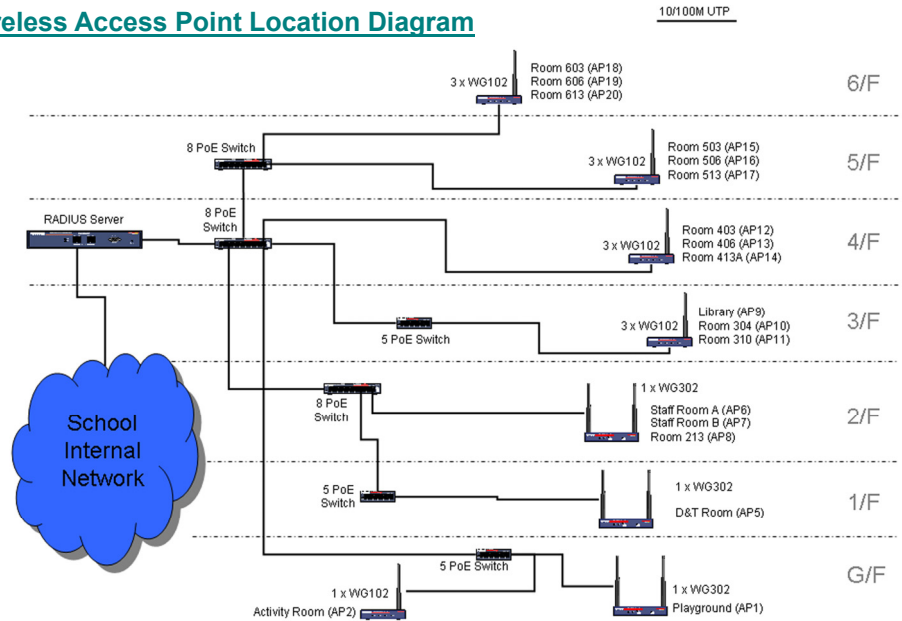 reless Access Point Location Diagram
10/100M UTP
3 x WG102
Room 603 (AP18)
Room 606 (AP19)
Room 613 (AP20)
6/F
8 PoE Switch
3 x WG102
Room 503 (AP15)
Room 506 (AP16)
Room 513 (AP17)
5/F
RADIUS Server
8 PoE
Switch
3 x WG102
Room 403 (AP12)
Room 406 (AP13)
Room 413A (AP14)
4/F
5 PoE Switch
3 x WG102
Library (AP9)
Room 304 (AP10)
Room 310 (AP11)
3/F
School
Internal
Network
8 PoE
Switch
1 x WG302
Staff Room A (AP6)
Staff Room B (AP7)
Room 213 (AP8)
2/F
5 PoE
Switch
1 x WG302
D&T Room (AP5)
1/F
5 PoE Switch
1 x WG102
Activity Room (AP2)
1 x WG302
Playground (AP1)
G/F